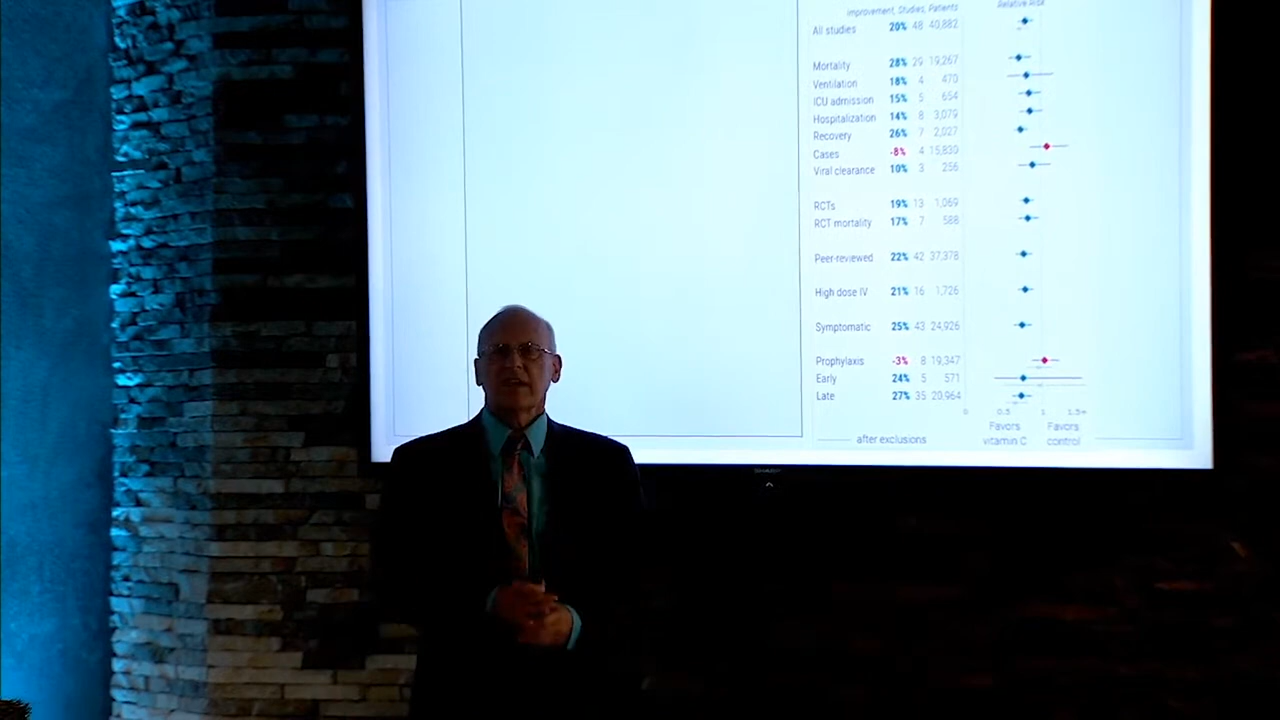 Improvement, Studies, Patients Relative Risk
All studies 20% 48 40,882
Mortality 28% 29 19,267
Ventilation 18% 4 470
ICU admission 15% 5 654
Hospitalization 14% 8 3,079
Recovery 26% 7 2,027
Cases -8% 4 15,830
Viral clearance 10% 3 256
RCTs 19% 13 1,069
RCT mortality 17% 7 588
Peer-reviewed 22% 42 37,378
High dose IV 21% 16 1,726
Symptomatic 25% 43 24,926
Prophylaxis -3% 8 19,347
Early 24% 5 571
Late 27% 35 20,964
0 0.5 1 1.5+
Favors Favors
vitamin C control
after exclusions